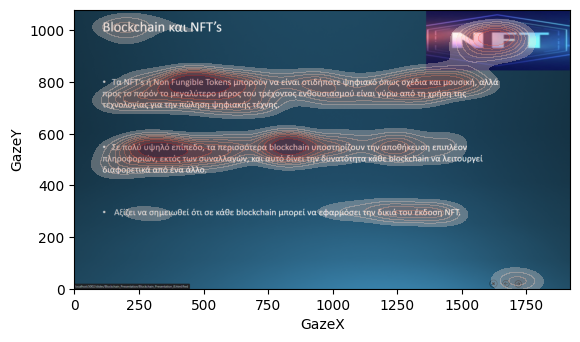 Blockchain και NFT's
NFT
• Τα NFT's ή Non Fungible Tokens μπορούν να είναι οτιδήποτε ψηφιακό όπως σχέδια και μουσική, αλλά
προς το παρόν το μεγαλύτερο μέρος του τρέχοντος ενθουσιασμού είναι γύρω από τη χρήση της
τεχνολογίας για την πώληση ψηφιακής τέχνης.
• Σε πολύ υψηλό επίπεδο, τα περισσότερα blockchain υποστηρίζουν την αποθήκευση επιπλέον
πληροφοριών, εκτός των συναλλαγών, και αυτό δίνει την δυνατότητα κάθε blockchain να λειτουργεί
διαφορετικά από ένα άλλο.
• Αξίζει να σημειωθεί ότι σε κάθε blockchain μπορεί να εφαρμόσει την δικιά του έκδοση NFT.
GazeY
1000
800
600
400
200
0
0 250 500 750 1000 1250 1500 1750
GazeX